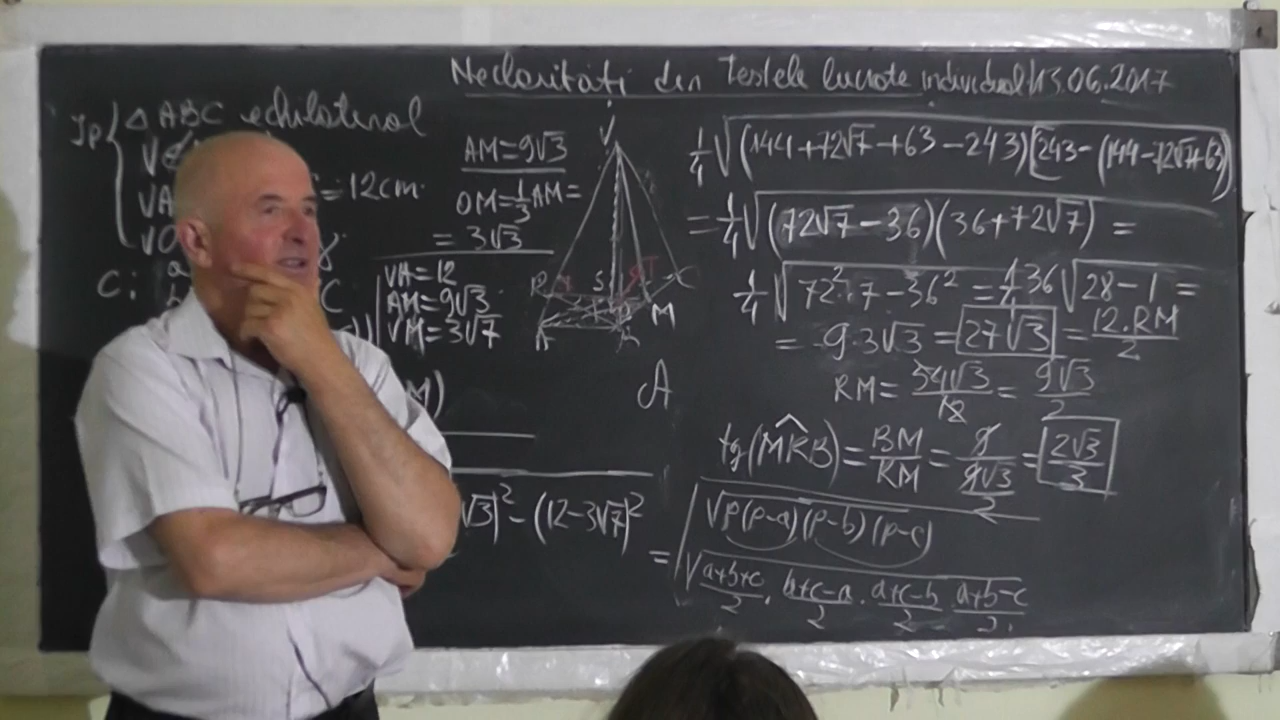 Neclarități din Testele lucrate individual/13.06.2017
Ip { △ ABC echilateral
VA = 12cm.
VO
C: a
AM=9√3
OM=1/3 AM=
= 3√3
VA=12
AM=9√3
VM=3√7
M)
√3)² - (12-3√7)²
V
S
M
A
1/4 √(144+72√7+63-243)[243-(144-72√7+63)]
= 1/4 √(72√7-36)(36+72√7) =
1/4 √72²·7-36² = 1/4 36√28-1 =
= 9·3√3 = 27√3 = 12·RM/2
RM= 54√3/12 = 9√3/2
tg(MRB)= BM/RM = 9/(9√3/2) = 2√3/3
√p(p-a)(p-b)(p-c)
= √(a+b+c)/2 · (b+c-a)/2 · (a+c-b)/2 · (a+b-c)/2